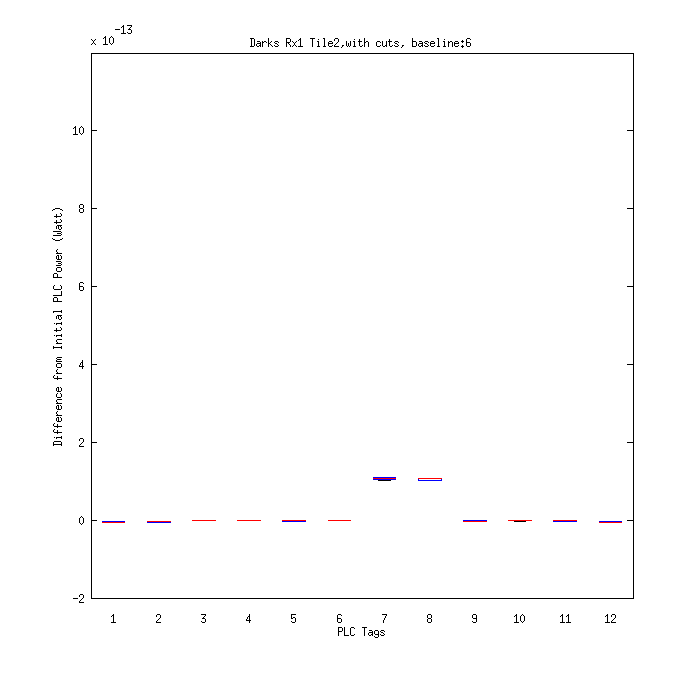 x 10-13
Darks Rx1 Tile2,with cuts, baseline:6
Difference from Initial PLC Power (Watt)
10
8
6
4
2
0
-2
1 2 3 4 5 6 7 8 9 10 11 12
PLC Tags